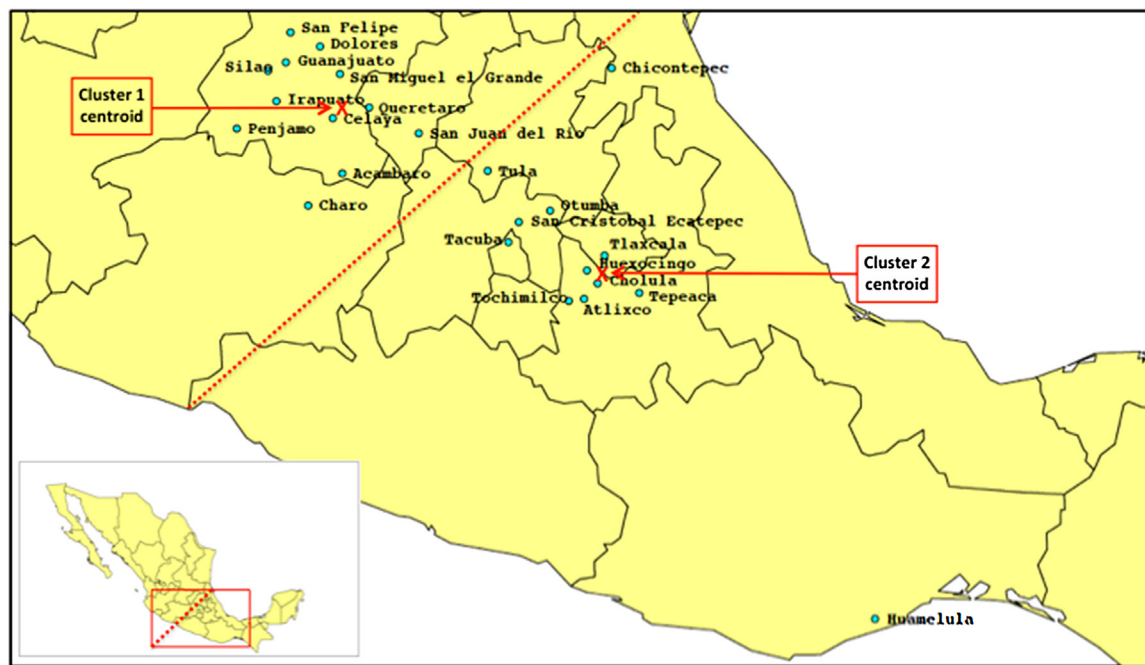 San Felipe
Dolores
Guanajuato
Silao
San Miguel el Grande
Chicontepec
Cluster 1
centroid
Irapuato
X
Queretaro
Celaya
Penjamo
San Juan del Rio
Acambaro
Tula
Charo
Otumba
San Cristobal Ecatepec
Tacuba
Tlaxcala
Huexocingo
X
Cluster 2
centroid
Cholula
Tochimilco
Tepeaca
Atlixco
Huamelula